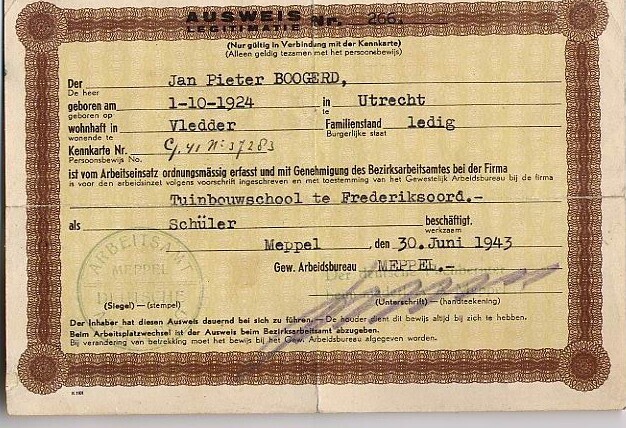 AUSWEIS Nr. 266.
LEGITIMATIE
(Nur gültig in Verbindung mit der Kennkarte)
(Alleen geldig tezamen met het persoonsbewijs)
Der Jan Pieter BOOGERD,
De heer
geboren am 1-10-1924 in Utrecht
geboren op te
wohnhaft in Vledder Familienstand ledig
wonende te Burgerlijke staat
Kennkarte Nr. G/41 No 37283
Persoonsbewijs No.
ist vom Arbeitseinsatz ordnungsmässig erfasst und mit Genehmigung des Bezirksarbeitsamtes bei der Firma
is voor den arbeidsinzet volgens voorschrift ingeschreven en met toestemming van het Gewestelijk Arbeidsbureau bij de firma
Tuinbouwschool te Frederiksoord.-
als Schüler beschäftigt.
werkzaam
Meppel , den 30 Juni 1943
Gew. Arbeidsbureau MEPPEL.-
ARBEITSAMT
MEPPEL
(Siegel) - (stempel) (Unterschrift) - (handteekening)
Der Inhaber hat diesen Ausweis dauernd bei sich zu führen. - De houder dient dit bewijs altijd bij zich te hebben.
Beim Arbeitsplatzwechsel ist der Ausweis beim Bezirksarbeitsamt abzugeben.
Bij verandering van betrekking moet het bewijs bij het Gew. Arbeidsbureau afgegeven worden.